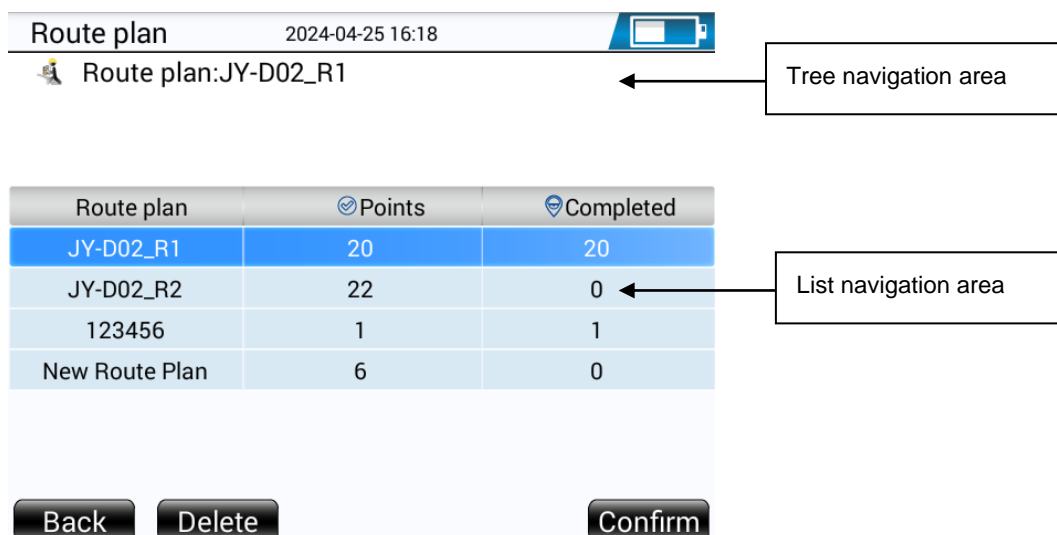 Route plan 2024-04-25 16:18
Route plan:JY-D02_R1
Tree navigation area
Route plan Points Completed
JY-D02_R1 20 20
JY-D02_R2 22 0
List navigation area
123456 1 1
New Route Plan 6 0
Back Delete Confirm